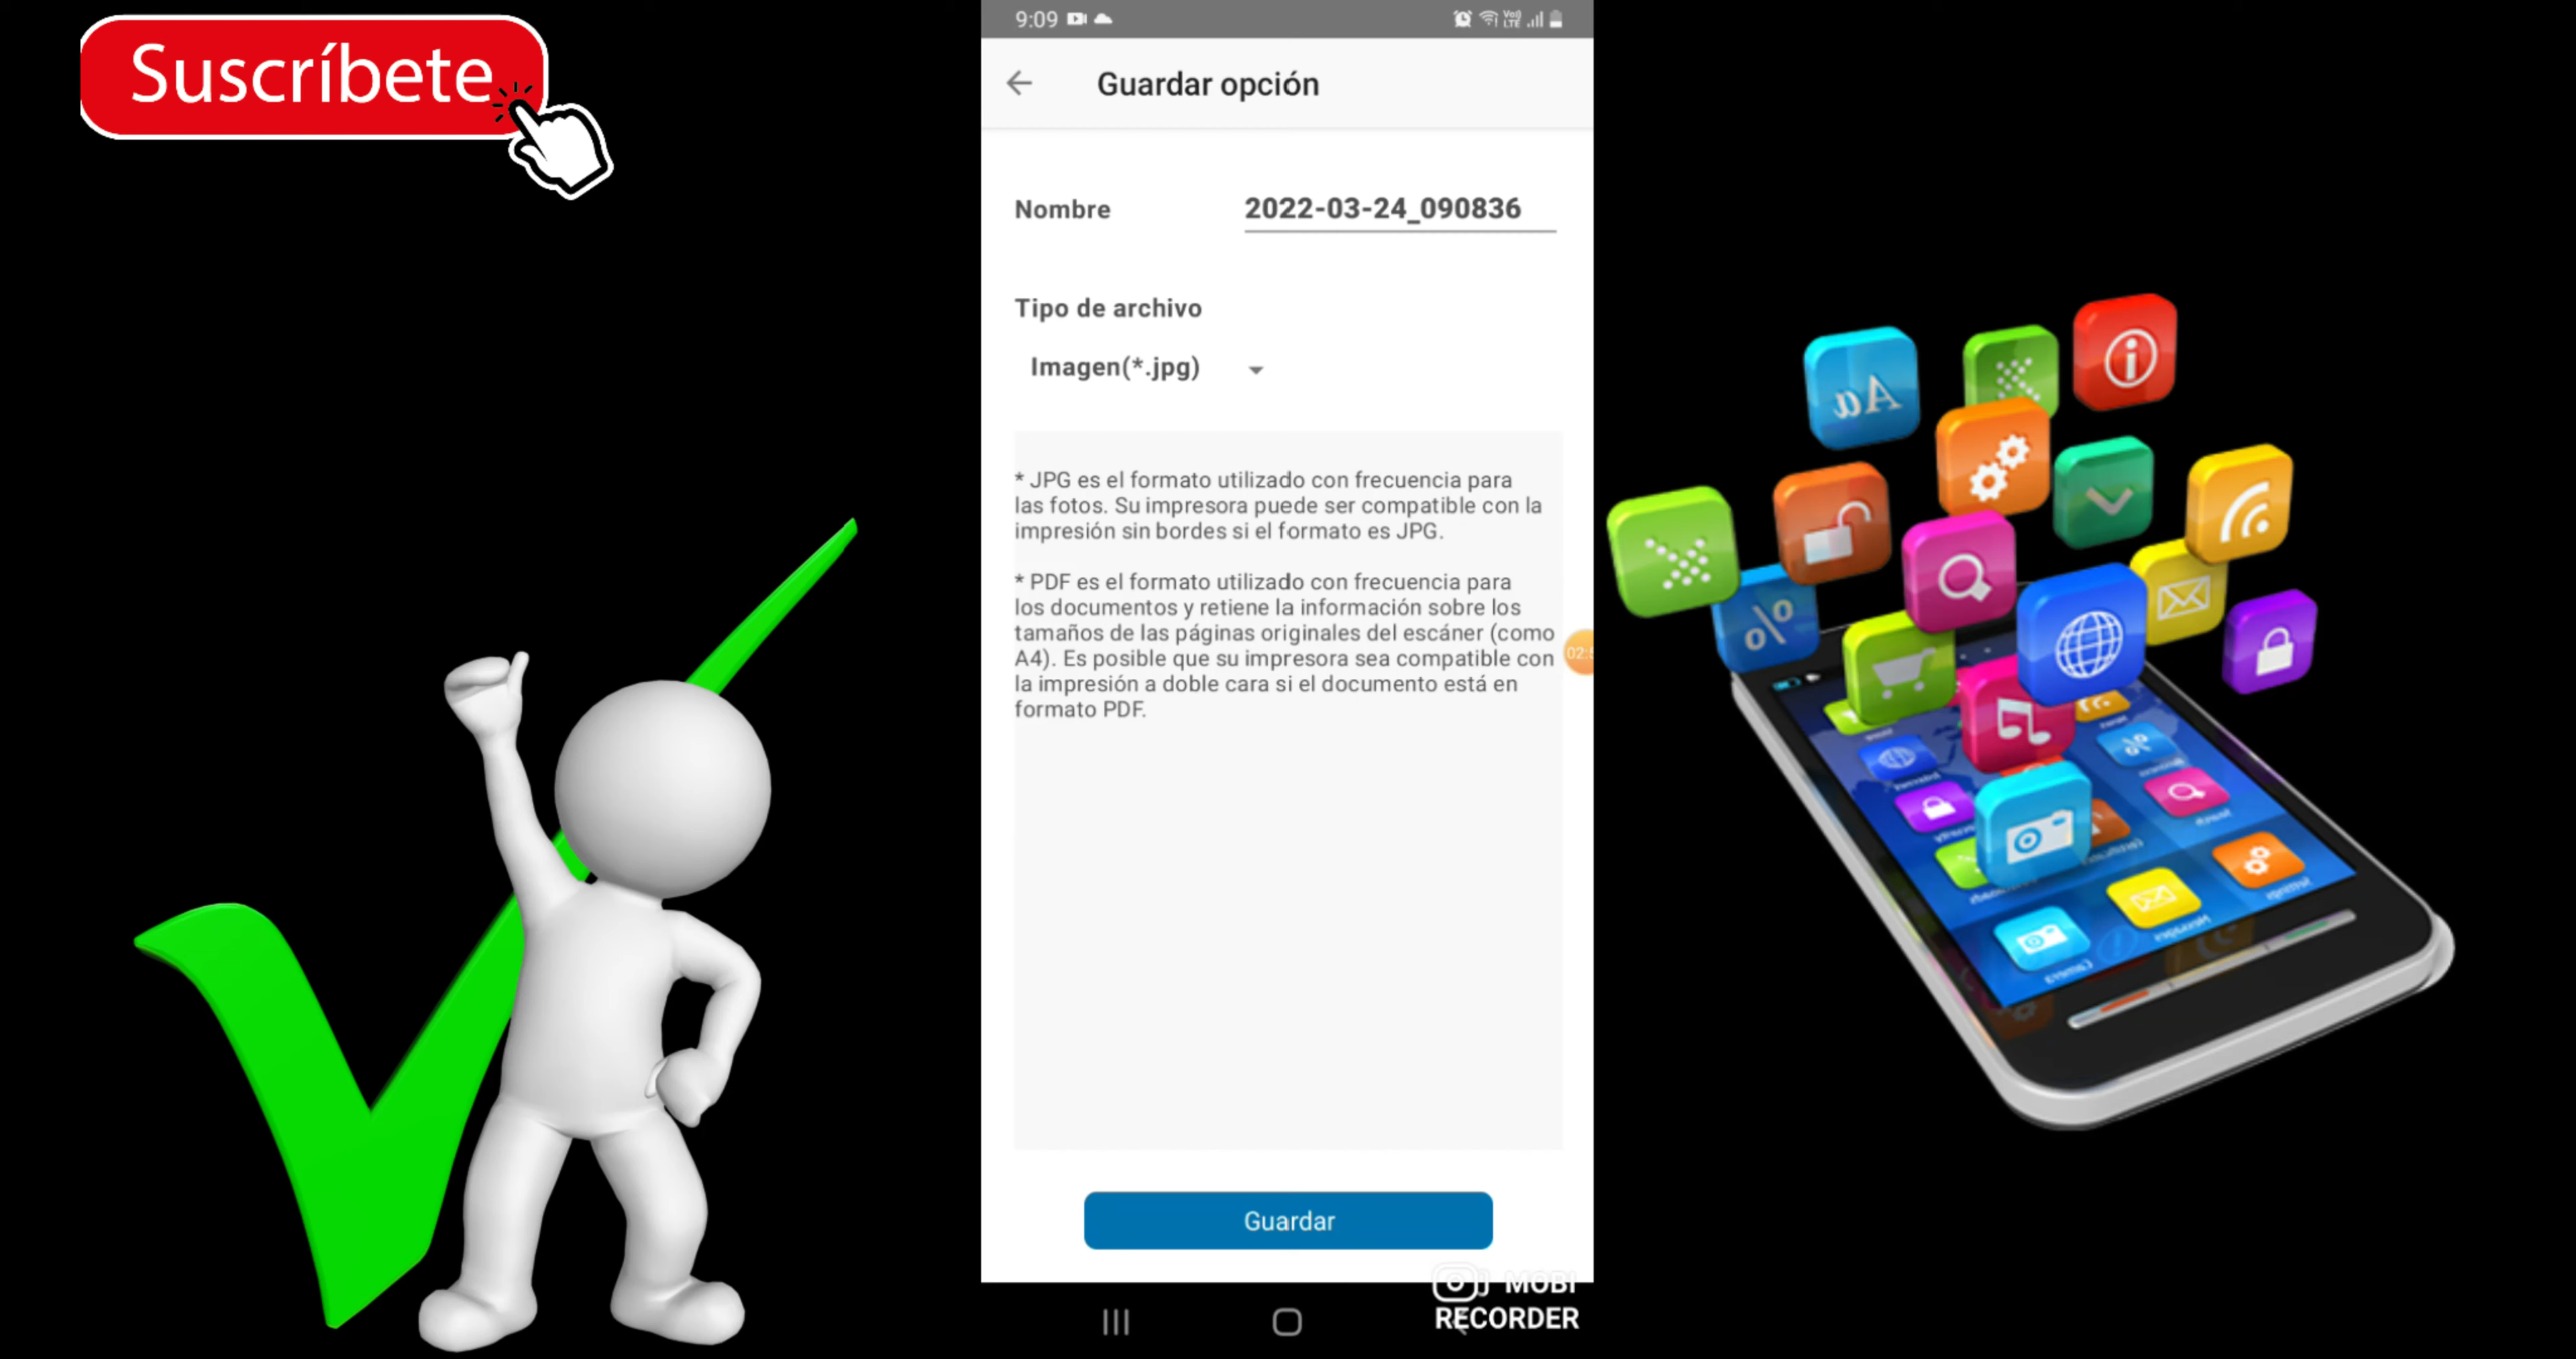 Suscríbete
9:09
Guardar opción
Nombre
2022-03-24_090836
Tipo de archivo
Imagen(*.jpg)
* JPG es el formato utilizado con frecuencia para
las fotos. Su impresora puede ser compatible con la
impresión sin bordes si el formato es JPG.
* PDF es el formato utilizado con frecuencia para
los documentos y retiene la información sobre los
tamaños de las páginas originales del escáner (como
A4). Es posible que su impresora sea compatible con
la impresión a doble cara si el documento está en
formato PDF.
Guardar
MOBI
RECORDER
Aa